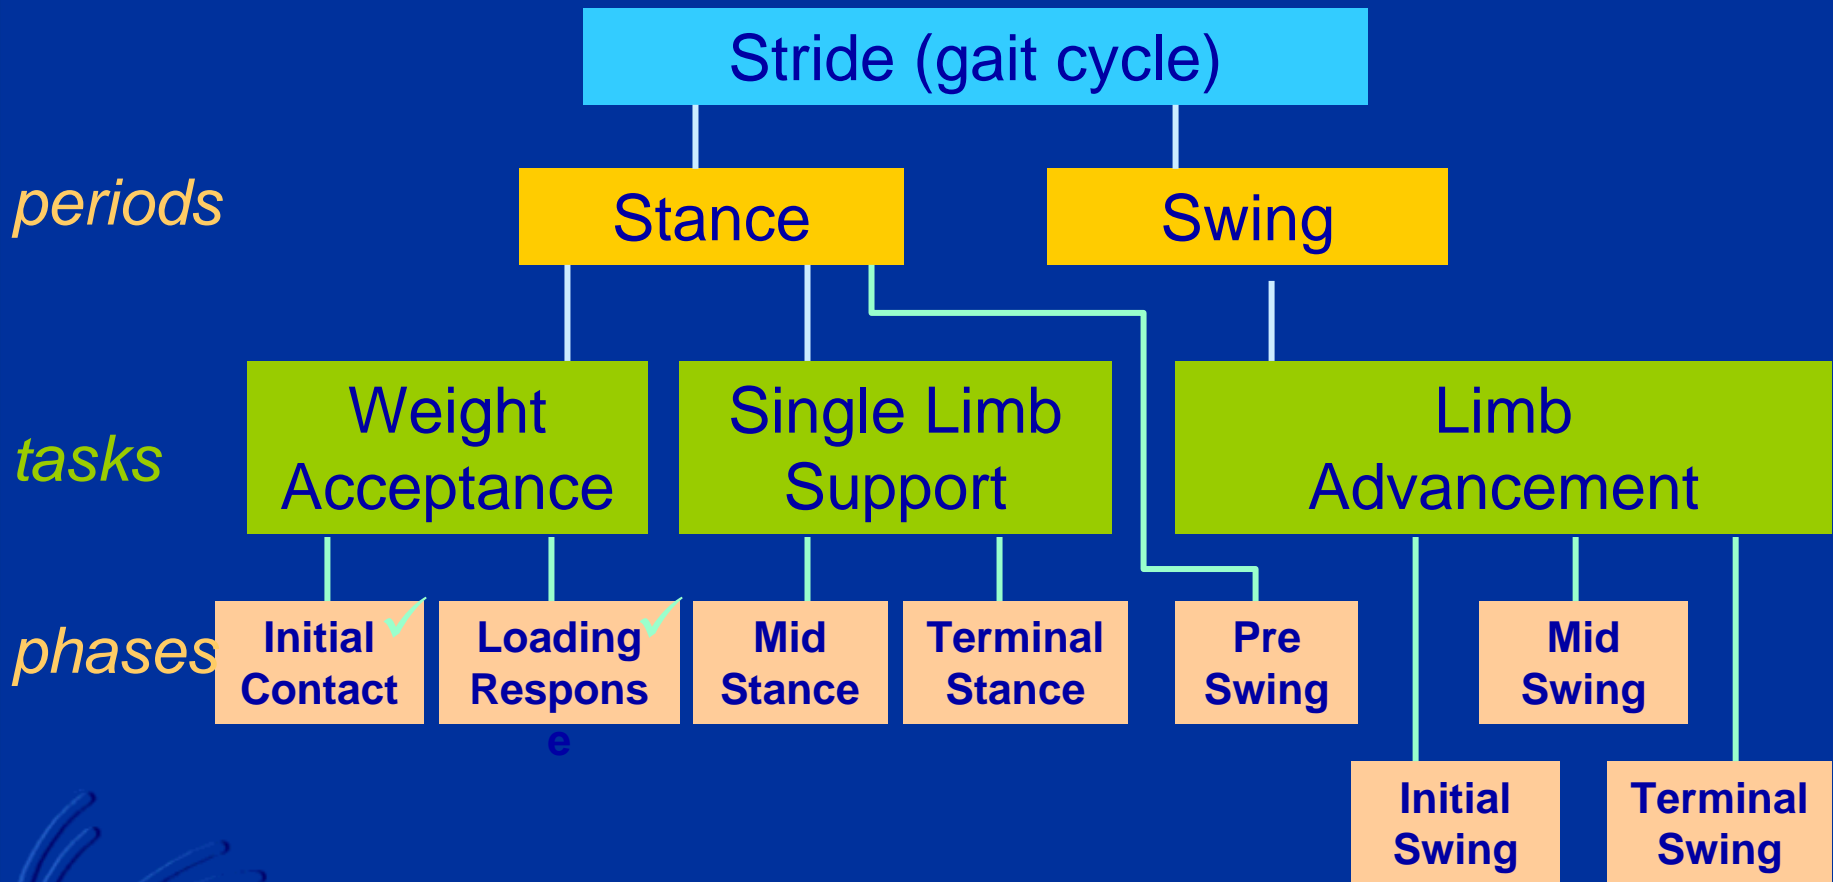 Stride (gait cycle)
periods
Stance
Swing
tasks
Weight
Acceptance
Single Limb
Support
Limb
Advancement
phases
Initial
Contact
Loading
Respons
e
Mid
Stance
Terminal
Stance
Pre
Swing
Mid
Swing
Initial
Swing
Terminal
Swing